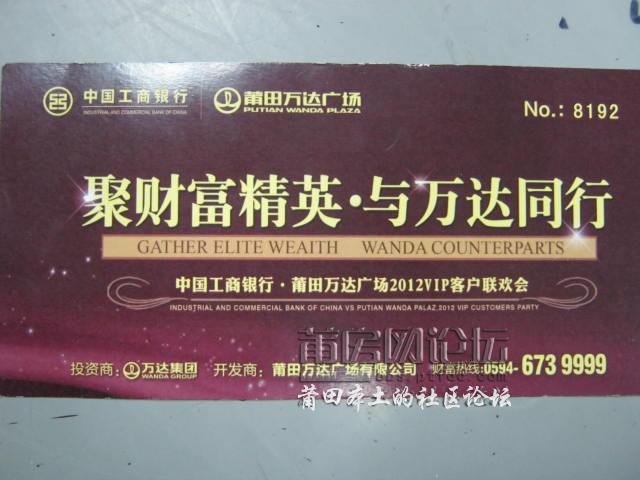 中国工商银行 莆田万达广场
INDUSTRIAL AND COMMERCIAL BANK OF CHINA PUTIAN WANDA PLAZA
No.: 8192
聚财富精英·与万达同行
GATHER ELITE WEAITH WANDA COUNTERPARTS
中国工商银行·莆田万达广场2012VIP客户联欢会
INDUSTRIAL AND COMMERCIAL BANK OF CHINA VS PUTIAN WANDA PALAZ.2012 VIP CUSTOMERS PARTY
莆房网论坛
投资商: 万达集团 开发商: 莆田万达广场有限公司 财富热线:0594-673 9999
WANDA GROUP
莆田本土的社区论坛